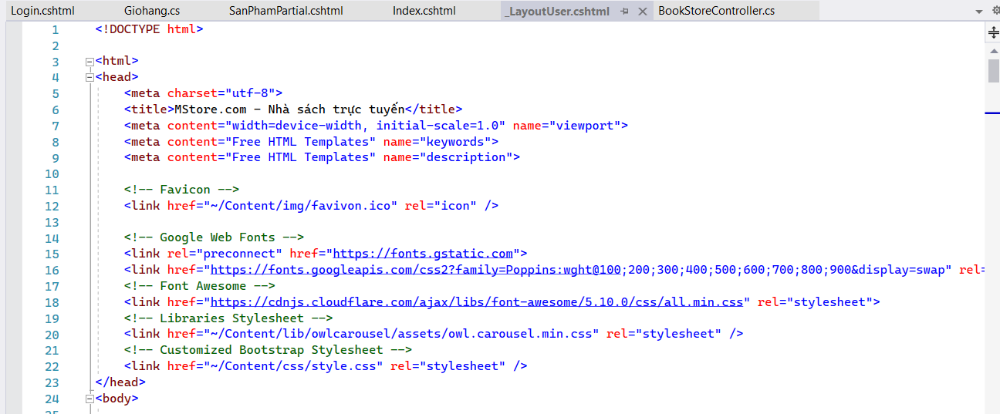 Login.cshtml Giohang.cs SanPhamPartial.cshtml Index.cshtml _LayoutUser.cshtml BookStoreController.cs
1 <!DOCTYPE html>
2
3 <html>
4 <head>
5 <meta charset="utf-8">
6 <title>MStore.com - Nhà sách trực tuyến</title>
7 <meta content="width=device-width, initial-scale=1.0" name="viewport">
8 <meta content="Free HTML Templates" name="keywords">
9 <meta content="Free HTML Templates" name="description">
10
11 <!-- Favicon -->
12 <link href="~/Content/img/favivon.ico" rel="icon" />
13
14 <!-- Google Web Fonts -->
15 <link rel="preconnect" href="https://fonts.gstatic.com">
16 <link href="https://fonts.googleapis.com/css2?family=Poppins:wght@100;200;300;400;500;600;700;800;900&display=swap" rel=
17 <!-- Font Awesome -->
18 <link href="https://cdnjs.cloudflare.com/ajax/libs/font-awesome/5.10.0/css/all.min.css" rel="stylesheet">
19 <!-- Libraries Stylesheet -->
20 <link href="~/Content/lib/owlcarousel/assets/owl.carousel.min.css" rel="stylesheet" />
21 <!-- Customized Bootstrap Stylesheet -->
22 <link href="~/Content/css/style.css" rel="stylesheet" />
23 </head>
24 <body>